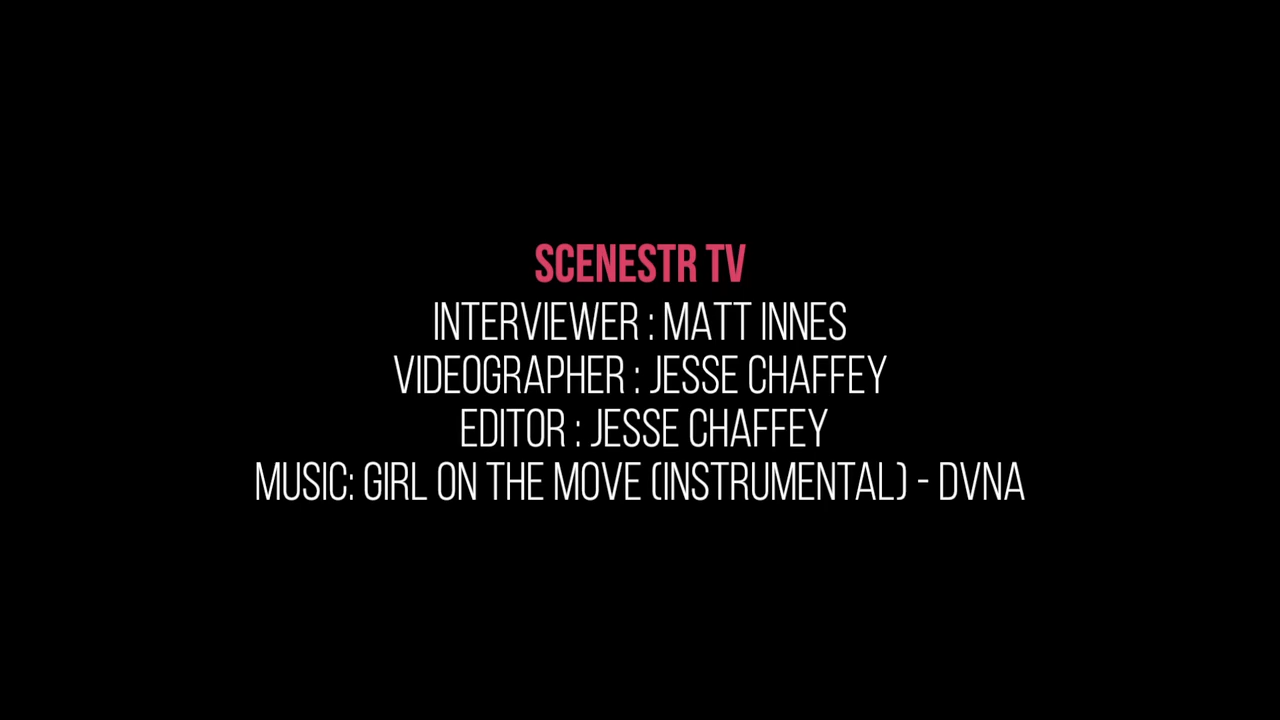 SCENESTR TV
INTERVIEWER : MATT INNES
VIDEOGRAPHER : JESSE CHAFFEY
EDITOR : JESSE CHAFFEY
MUSIC: GIRL ON THE MOVE (INSTRUMENTAL) - DVNA